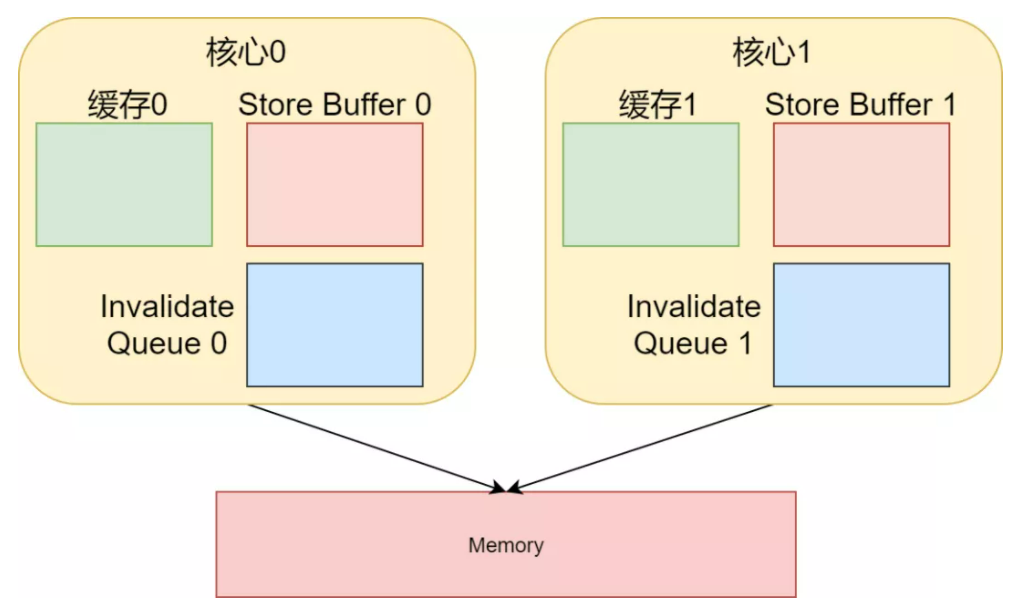 核心0
缓存0
Store Buffer 0
Invalidate
Queue 0
核心1
缓存1
Store Buffer 1
Invalidate
Queue 1
Memory